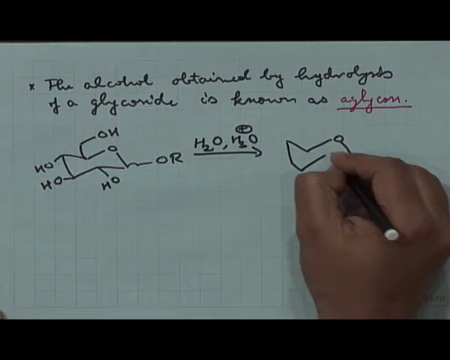 * The alcohol obtained by hydrolysis
of a glycoside is known as aglycon.
OH
O
HO
HO
HO
OR
H2O, H3O⊕
O